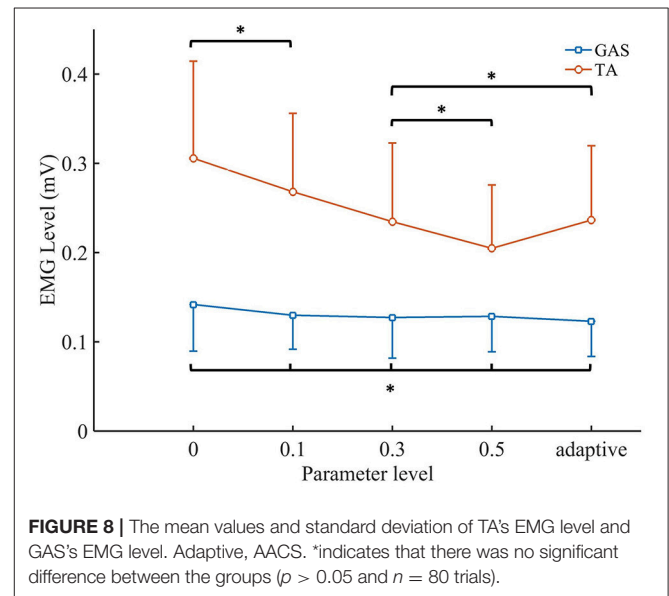 *
GAS
TA
*
*
0.4
0.3
0.2
0.1
0
EMG Level (mV)
*
0 0.1 0.3 0.5 adaptive
Parameter level
FIGURE 8 | The mean values and standard deviation of TA's EMG level and
GAS's EMG level. Adaptive, AACS. *indicates that there was no significant
difference between the groups (p > 0.05 and n = 80 trials).